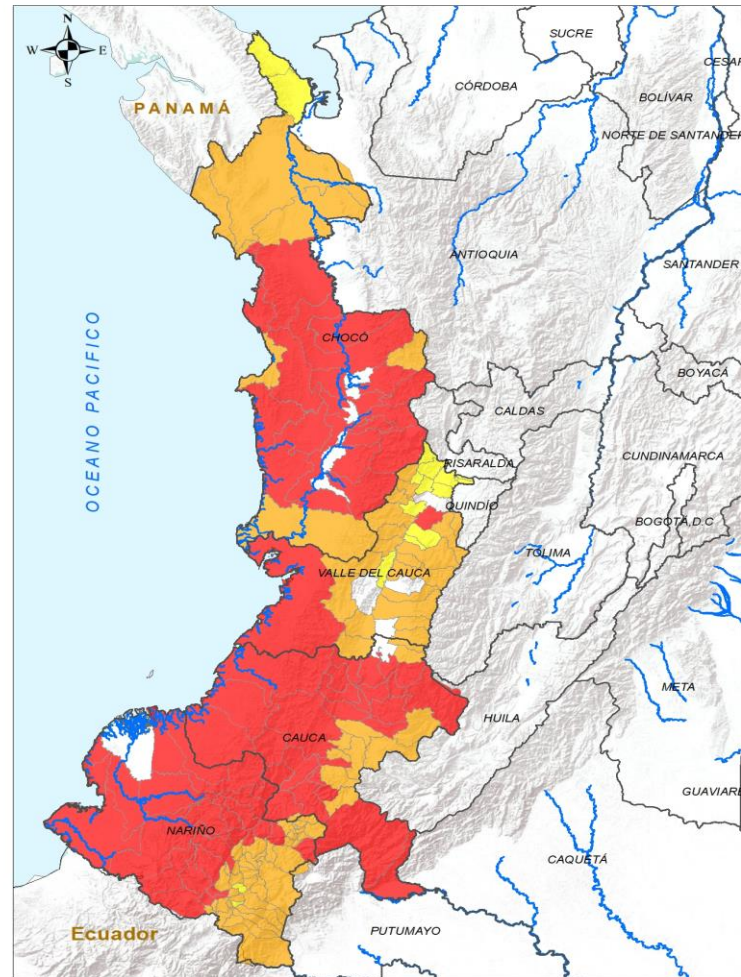 N
W E
S
SUCRE
CESAR
CÓRDOBA
BOLÍVAR
PANAMÁ
NORTE DE SANTANDER
ANTIOQUIA
SANTANDER
OCEANO PACIFICO
CHOCÓ
BOYACÁ
CALDAS
CUNDINAMARCA
RISARALDA
QUINDÍO
BOGOTÁ, D.C
TOLIMA
VALLE DEL CAUCA
META
HUILA
CAUCA
GUAVIARE
NARIÑO
CAQUETÁ
PUTUMAYO
Ecuador